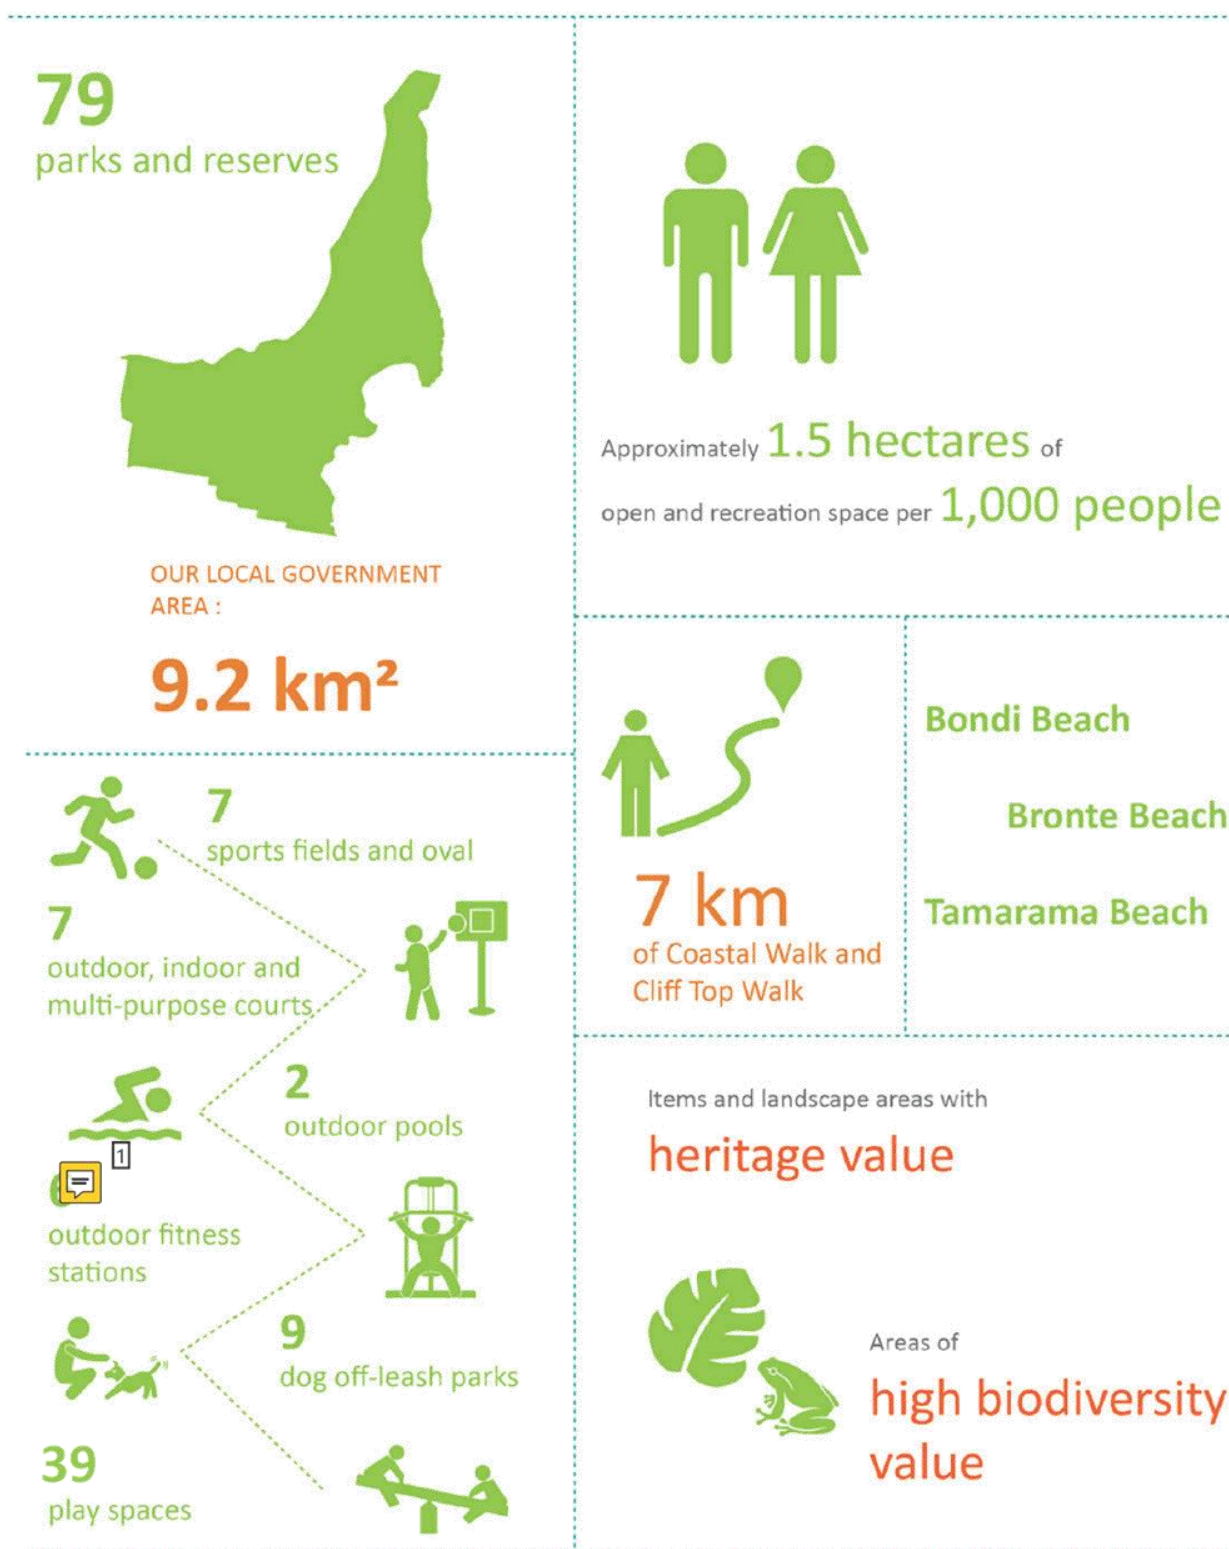 79
parks and reserves
OUR LOCAL GOVERNMENT
AREA :
9.2 km²
Approximately 1.5 hectares of
open and recreation space per 1,000 people
7 km
of Coastal Walk and
Cliff Top Walk
Bondi Beach
Bronte Beach
Tamarama Beach
7
sports fields and oval
7
outdoor, indoor and
multi-purpose courts
2
outdoor pools
1
outdoor fitness
stations
9
dog off-leash parks
39
play spaces
Items and landscape areas with
heritage value
Areas of
high biodiversity
value